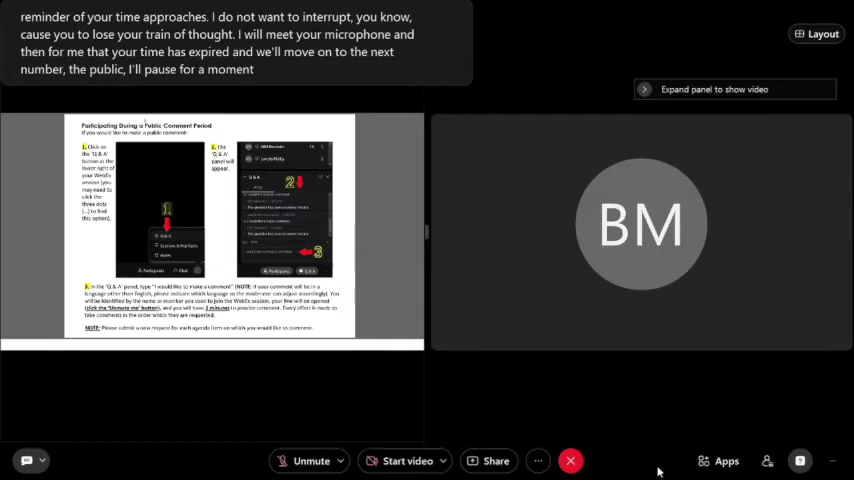 reminder of your time approaches. I do not want to interrupt, you know,
cause you to lose your train of thought. I will meet your microphone and
then for me that your time has expired and we'll move on to the next
number, the public, I'll pause for a moment
Layout
Expand panel to show video
Participating During a Public Comment Period
If you would like to make a public comment:
1. Click on
the 'Q & A'
button at the
lower right of
your WebEx
session (you
may need to
click the
three dots
(...) to find
this option).
1
Q & A
Participants
Chat
2. The
'Q & A'
panel will
appear.
Q & A
2
3
Participants
Q & A
3. In the 'Q & A' panel, type "I would like to make a comment" (NOTE: If your comment will be in a
language other than English, please indicate which language so the moderator can adjust accordingly). You
will be identified by the name or moniker you used to join the WebEx session, your line will be opened
(click the 'Unmute me' button), and you will have 2 minutes to provide comment. Every effort is made to
take comments in the order which they are requested.
NOTE: Please submit a new request for each agenda item on which you would like to comment.
BM
Unmute
Start video
Share
Apps